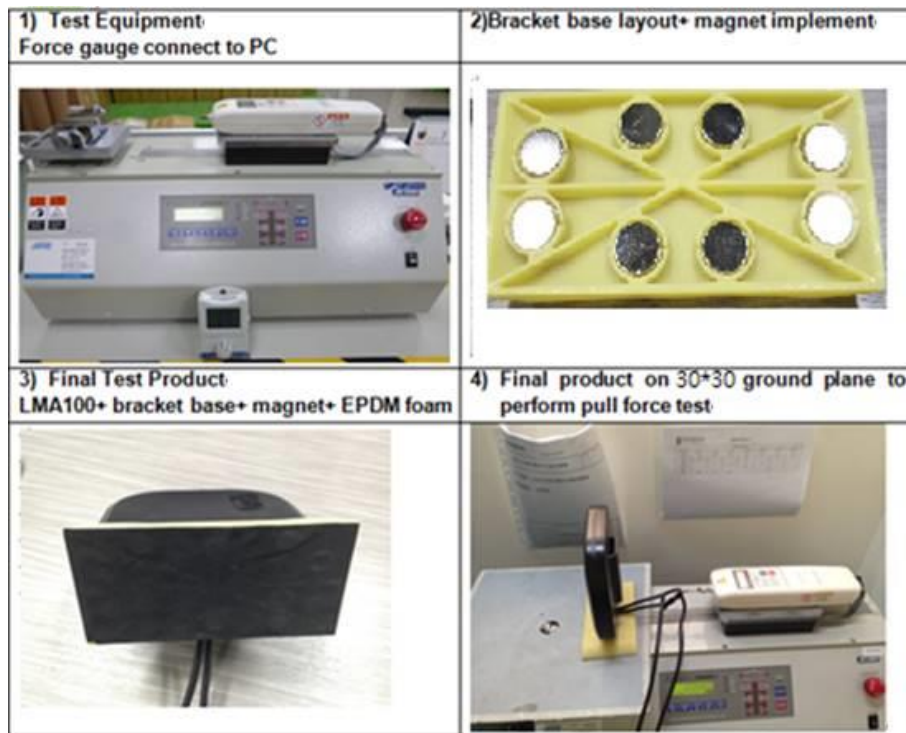 1) Test Equipment
Force gauge connect to PC
2)Bracket base layout+ magnet implement
3) Final Test Product
LMA100+ bracket base+ magnet+ EPDM foam
4) Final product on 30*30 ground plane to
perform pull force test